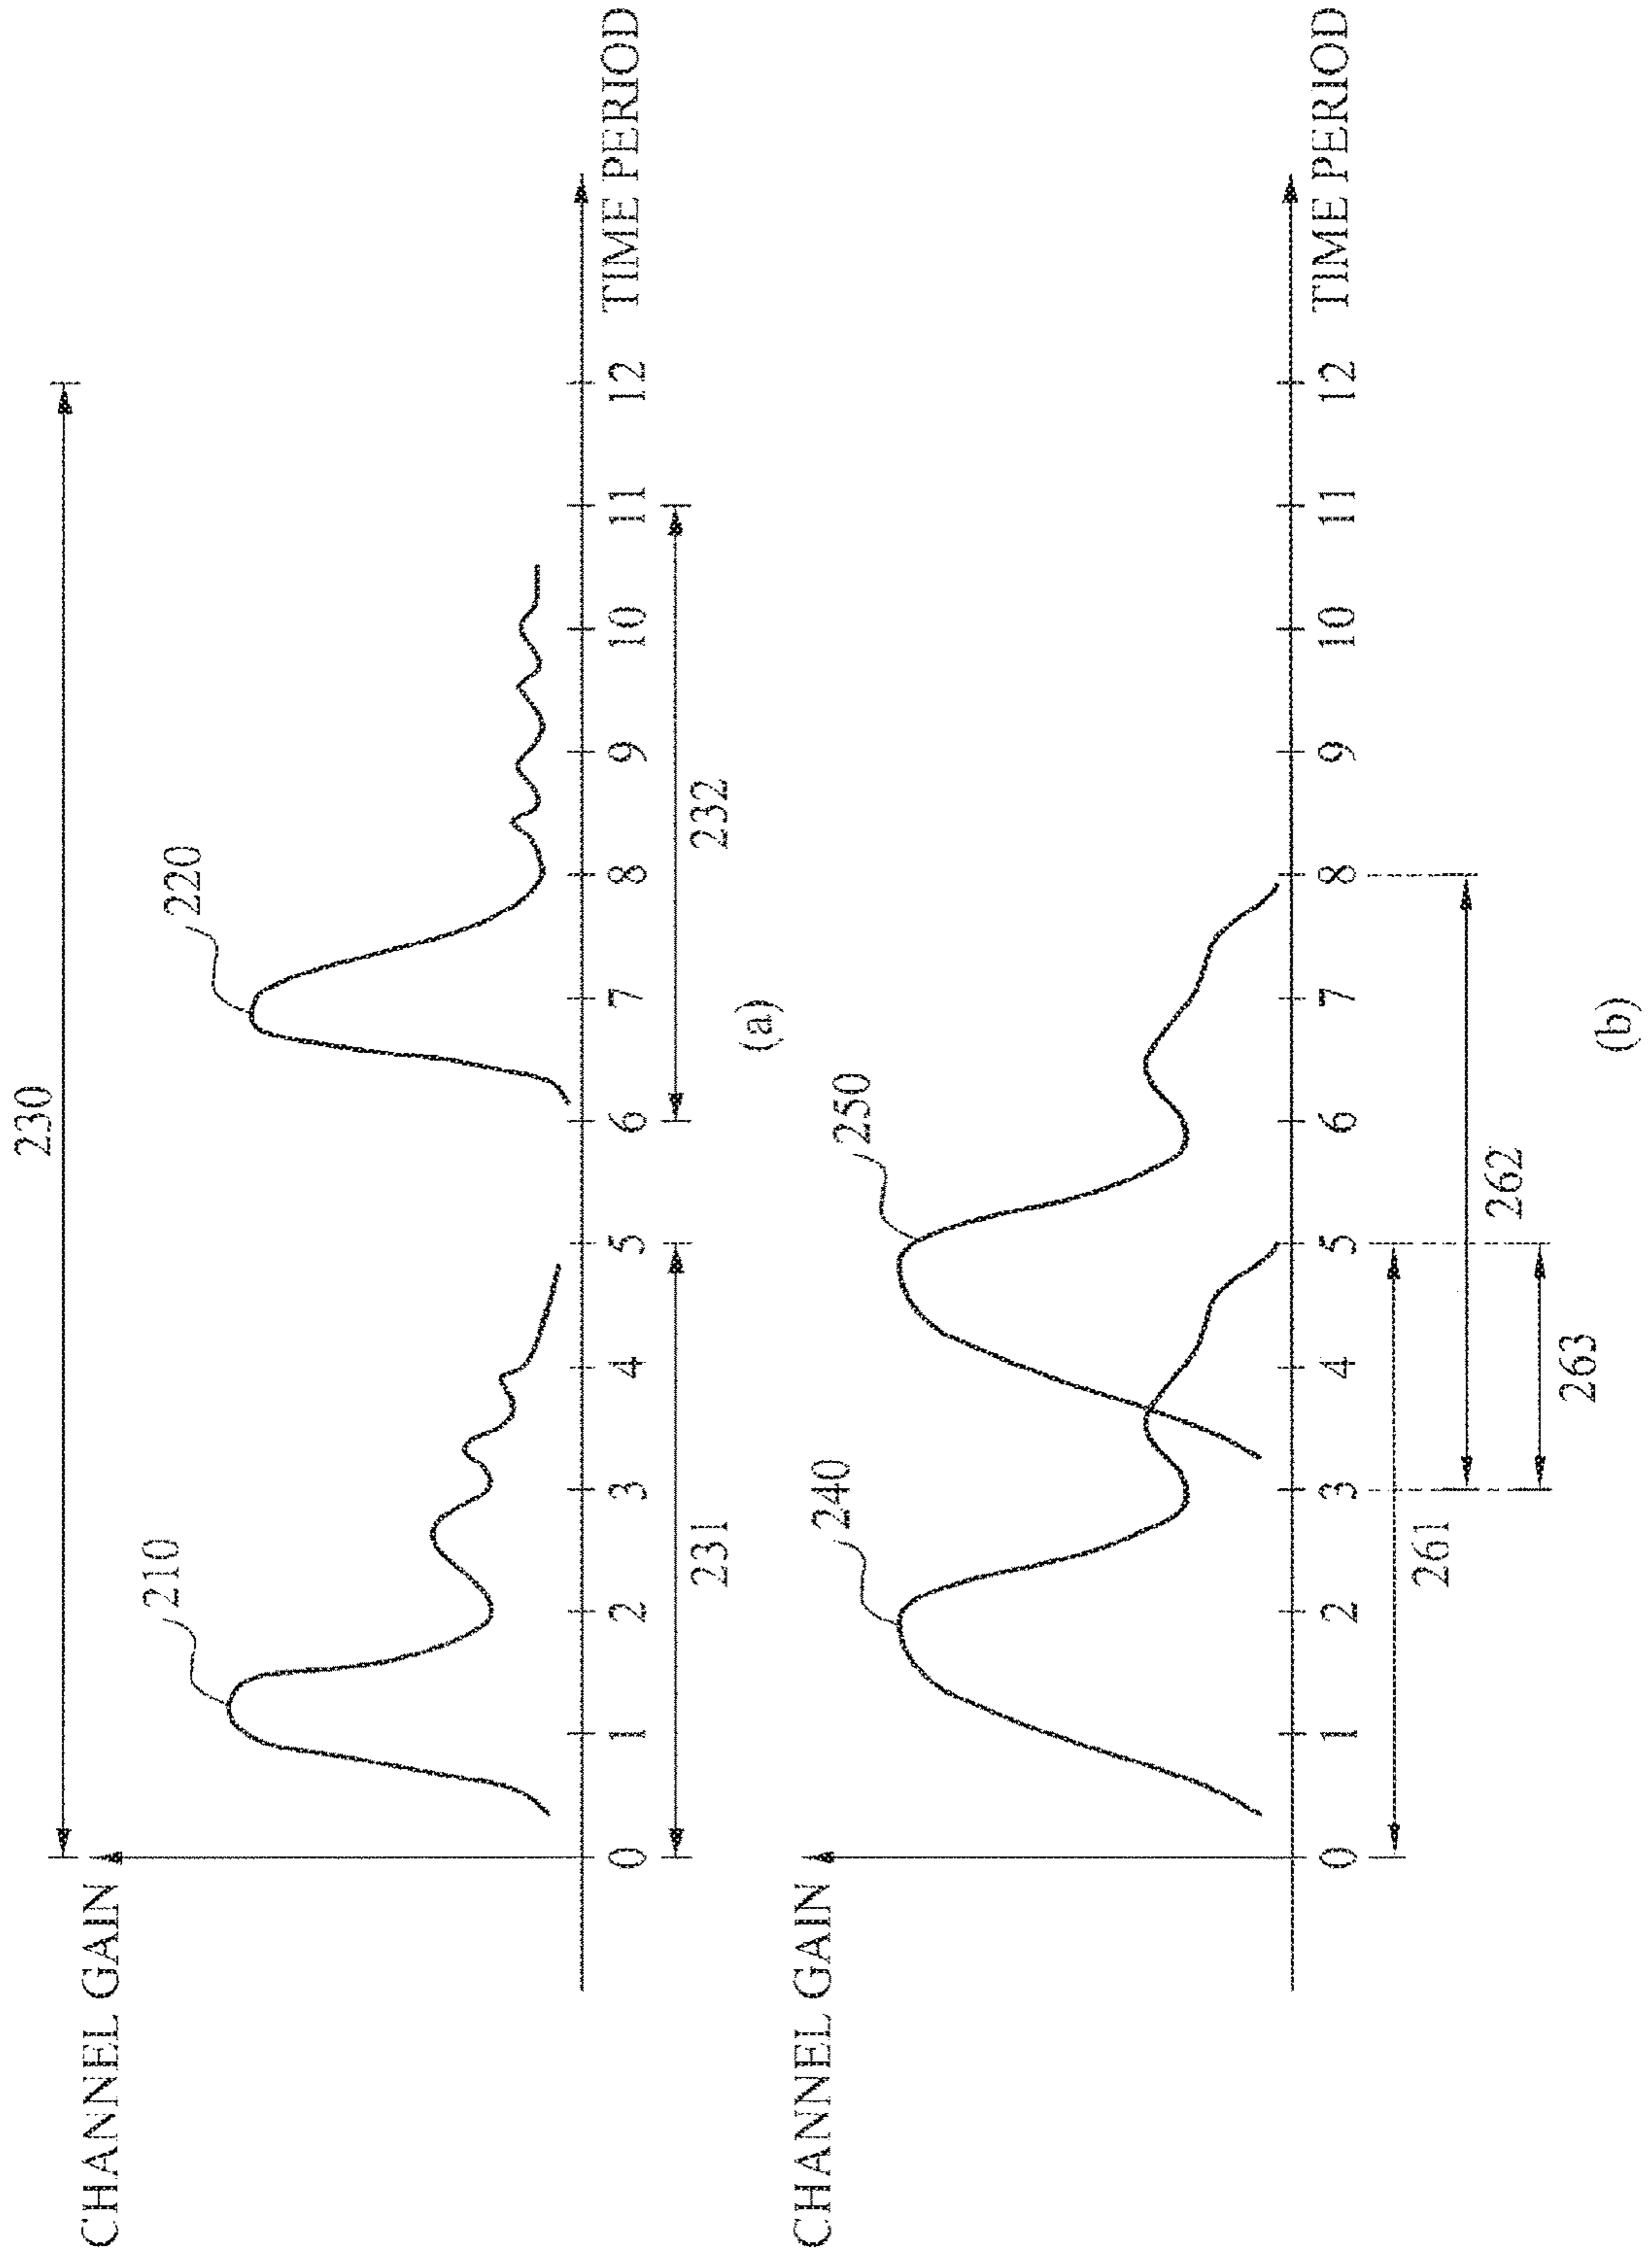 230
CHANNEL GAIN
210
220
0 1 2 3 4 5 6 7 8 9 10 11 12 TIME PERIOD
231
232
(a)
CHANNEL GAIN
240
250
0 1 2 3 4 5 6 7 8 9 10 11 12 TIME PERIOD
261
262
263
(b)